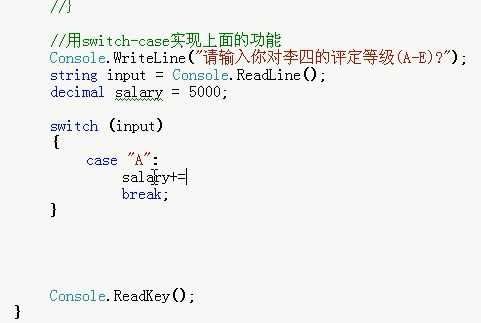 //}
//用switch-case实现上面的功能
Console.WriteLine("请输入你对李四的评定等级(A-E)?");
string input = Console.ReadLine();
decimal salary = 5000;
switch (input)
{
case "A":
salary+=
break;
}
Console.ReadKey();
}